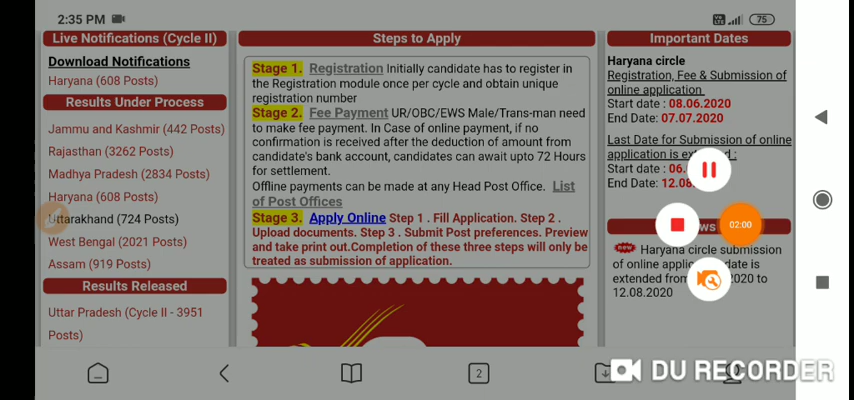 2:35 PM
75
Live Notifications (Cycle II)
Download Notifications
Haryana (608 Posts)
Results Under Process
Jammu and Kashmir (442 Posts)
Rajasthan (3262 Posts)
Madhya Pradesh (2834 Posts)
Haryana (608 Posts)
Uttarakhand (724 Posts)
West Bengal (2021 Posts)
Assam (919 Posts)
Results Released
Uttar Pradesh (Cycle II - 3951
Posts)
Steps to Apply
Stage 1. Registration Initially candidate has to register in
the Registration module once per cycle and obtain unique
registration number
Stage 2. Fee Payment UR/OBC/EWS Male/Trans-man need
to make fee payment. In Case of online payment, if no
confirmation is received after the deduction of amount from
candidate's bank account, candidates can await upto 72 Hours
for settlement.
Offline payments can be made at any Head Post Office. List
of Post Offices
Stage 3. Apply Online Step 1 . Fill Application. Step 2 .
Upload documents. Step 3 . Submit Post preferences. Preview
and take print out.Completion of these three steps will only be
treated as submission of application.
Important Dates
Haryana circle
Registration, Fee & Submission of
online application
Start date : 08.06.2020
End Date: 07.07.2020
Last Date for Submission of online
application is extended :
Start date : 06.
End Date: 12.08
02:00
new Haryana circle submission
of online date is
extended from 2020 to
12.08.2020
2
DU RECORDER